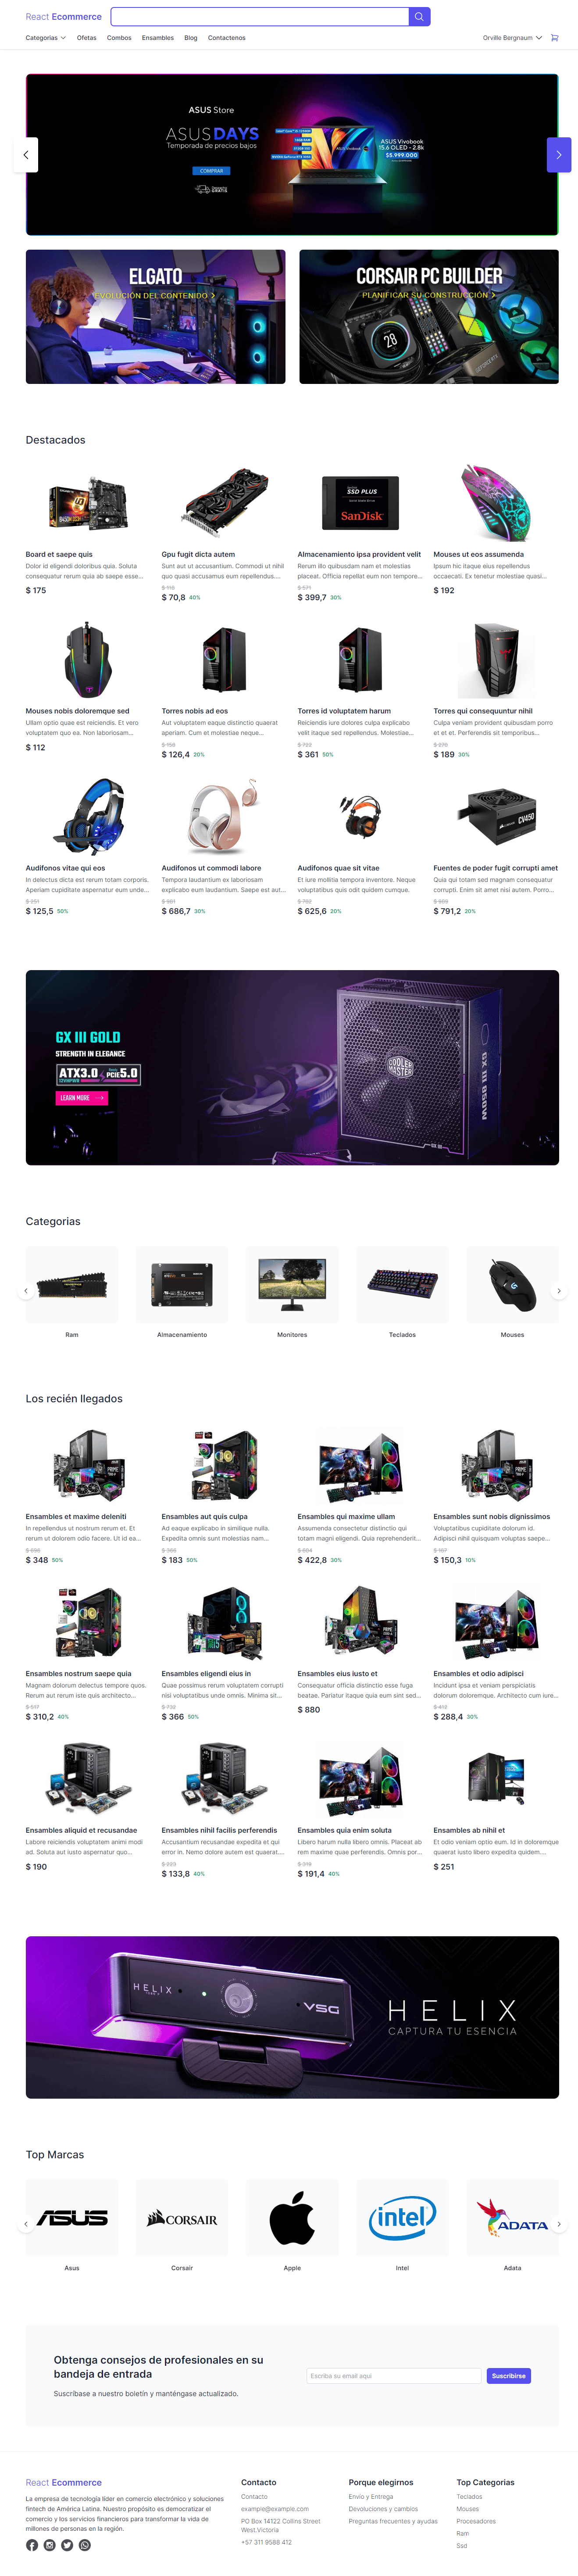 React Ecommerce
Categorias Ofetas Combos Ensambles Blog Contactenos
Orville Bergnaum
ASUS Store
ASUS DAYS
Temporada de precios bajos
COMPRAR
GRATIS
ASUS Vivobook
15.6 OLED - 2.8k
$5.999.000
ELGATO
EVOLUCIÓN DEL CONTENIDO
CORSAIR PC BUILDER
PLANIFICAR SU CONSTRUCCIÓN
28
Destacados
SSD PLUS
SanDisk
CV450
Board et saepe quis
Dolor id eligendi doloribus quia. Soluta
consequatur rerum quia ab saepe esse...
$ 175
Gpu fugit dicta autem
Sunt aut ut accusantium. Commodi ut nihil
quo quasi accusamus eum repellendus....
$ 118
$ 70,8 40%
Almacenamiento ipsa provident velit
Rerum illo quibusdam nam et molestias
placeat. Officia repellat eum non tempore...
$ 571
$ 399,7 30%
Mouses ut eos assumenda
Ipsum hic itaque eius repellendus
occaecati. Ex tenetur molestiae quasi...
$ 192
Mouses nobis doloremque sed
Ullam optio quae est reiciendis. Et vero
voluptatem quo ea. Non laboriosam...
$ 112
Torres nobis ad eos
Aut voluptatem eaque distinctio quaerat
aperiam. Cum et molestiae neque...
$ 158
$ 126,4 20%
Torres id voluptatem harum
Reiciendis iure dolores culpa explicabo
velit itaque sed repellendus. Molestiae...
$ 722
$ 361 50%
Torres qui consequuntur nihil
Culpa veniam provident quibusdam porro
et et et. Perferendis sit temporibus...
$ 270
$ 189 30%
Audifonos vitae qui eos
In delectus dicta est rerum totam corporis.
Aperiam cupiditate aspernatur eum unde...
$ 251
$ 125,5 50%
Audifonos ut commodi labore
Tempora laudantium ex laboriosam
explicabo eum laudantium. Saepe est aut...
$ 981
$ 686,7 30%
Audifonos quae sit vitae
Et iure mollitia tempora inventore. Neque
voluptatibus quis odit quidem cumque.
$ 782
$ 625,6 20%
Fuentes de poder fugit corrupti amet
Quia qui totam sed magnam consequatur
corrupti. Enim sit amet nisi autem. Porro...
$ 989
$ 791,2 20%
GX III GOLD
STRENGTH IN ELEGANCE
ATX3.0 PCIE5.0
12VHPWR
LEARN MORE
COOLER MASTER
GX III 850W
Categorias
Ram
Almacenamiento
Monitores
Teclados
Mouses
Los recién llegados
Ensambles et maxime deleniti
In repellendus ut nostrum rerum et. Et
rerum ut dolorem odio facere. Ut id ea...
$ 696
$ 348 50%
Ensambles aut quis culpa
Ad eaque explicabo in similique nulla.
Expedita omnis sunt molestias nam...
$ 366
$ 183 50%
Ensambles qui maxime ullam
Assumenda consectetur distinctio qui
totam magni eligendi. Quia reprehenderit...
$ 604
$ 422,8 30%
Ensambles sunt nobis dignissimos
Voluptatibus cupiditate dolorum id.
Adipisci nihil quisquam voluptas saepe...
$ 167
$ 150,3 10%
Ensambles nostrum saepe quia
Magnam dolorum delectus tempore quos.
Rerum aut rerum iste quis architecto...
$ 517
$ 310,2 40%
Ensambles eligendi eius in
Quae possimus rerum voluptatem corrupti
nisi voluptatibus unde omnis. Minima sit...
$ 732
$ 366 50%
Ensambles eius iusto et
Consequatur officia distinctio esse fuga
beatae. Pariatur itaque quia eum sint sed...
$ 880
Ensambles et odio adipisci
Incidunt ipsa et veniam perspiciatis
dolorum doloremque. Architecto cum iure...
$ 412
$ 288,4 30%
Ensambles aliquid et recusandae
Labore reiciendis voluptatem animi modi
ad. Soluta aut iusto aspernatur quo...
$ 190
Ensambles nihil facilis perferendis
Accusantium recusandae expedita et qui
error in. Nemo dolore autem est quaerat....
$ 223
$ 133,8 40%
Ensambles quia enim soluta
Libero harum nulla libero omnis. Placeat ab
rem maxime quae perferendis. Omnis por...
$ 319
$ 191,4 40%
Ensambles ab nihil et
Et odio veniam optio eum. Id in doloremque
quaerat iusto libero expedita quidem....
$ 251
HELIX
VSG
HELIX
CAPTURA TU ESENCIA
Top Marcas
ASUS
CORSAIR
intel
ADATA
Asus
Corsair
Apple
Intel
Adata
Obtenga consejos de profesionales en su
bandeja de entrada
Suscríbase a nuestro boletín y manténgase actualizado.
Escriba su email aqui
Suscribirse
React Ecommerce
La empresa de tecnología líder en comercio electrónico y soluciones
fintech de América Latina. Nuestro propósito es democratizar el
comercio y los servicios financieros para transformar la vida de
millones de personas en la región.
Contacto
Contacto
example@example.com
PO Box 14122 Collins Street
West.Victoria
+57 311 9588 412
Porque elegirnos
Envío y Entrega
Devoluciones y cambios
Preguntas frecuentes y ayudas
Top Categorias
Teclados
Mouses
Procesadores
Ram
Ssd